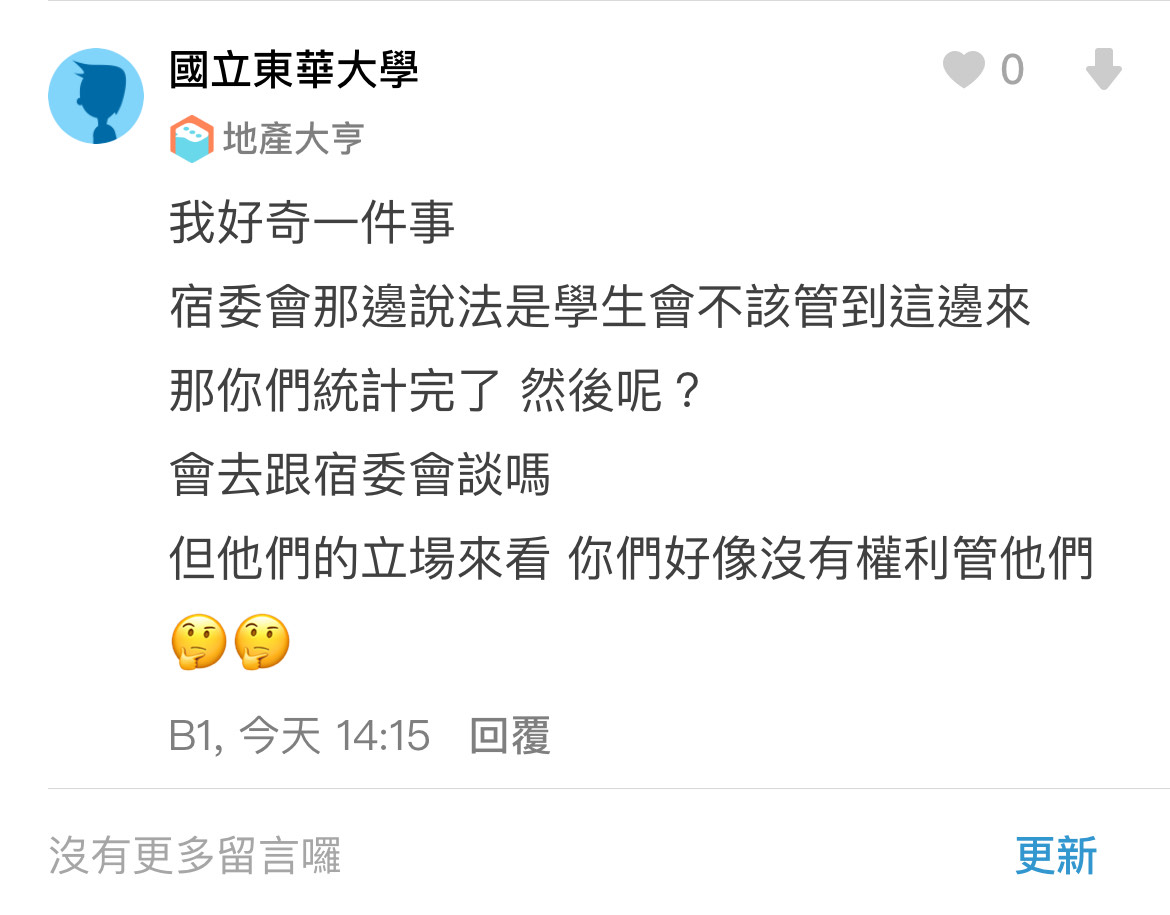 國立東華大學
0
地產大亨
我好奇一件事
宿委會那邊說法是學生會不該管到這邊來
那你們統計完了 然後呢？
會去跟宿委會談嗎
但他們的立場來看 你們好像沒有權利管他們
🤔🤔
B1, 今天 14:15 回覆
沒有更多留言囉
更新